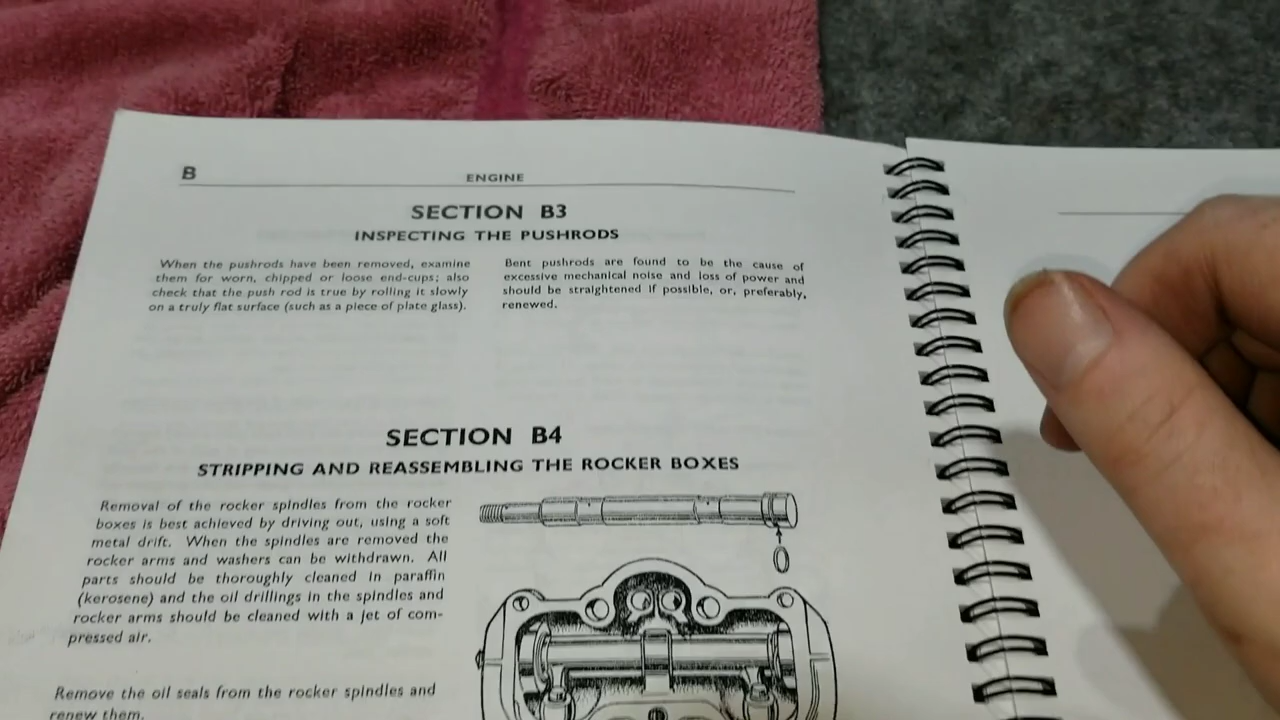 B
ENGINE
SECTION B3
INSPECTING THE PUSHRODS
When the pushrods have been removed, examine
them for worn, chipped or loose end-cups; also
check that the push rod is true by rolling it slowly
on a truly flat surface (such as a piece of plate glass).
Bent pushrods are found to be the cause of
excessive mechanical noise and loss of power and
should be straightened if possible, or, preferably,
renewed.
SECTION B4
STRIPPING AND REASSEMBLING THE ROCKER BOXES
Removal of the rocker spindles from the rocker
boxes is best achieved by driving out, using a soft
metal drift. When the spindles are removed the
rocker arms and washers can be withdrawn. All
parts should be thoroughly cleaned in paraffin
(kerosene) and the oil drillings in the spindles and
rocker arms should be cleaned with a jet of com-
pressed air.
Remove the oil seals from the rocker spindles and
renew them.